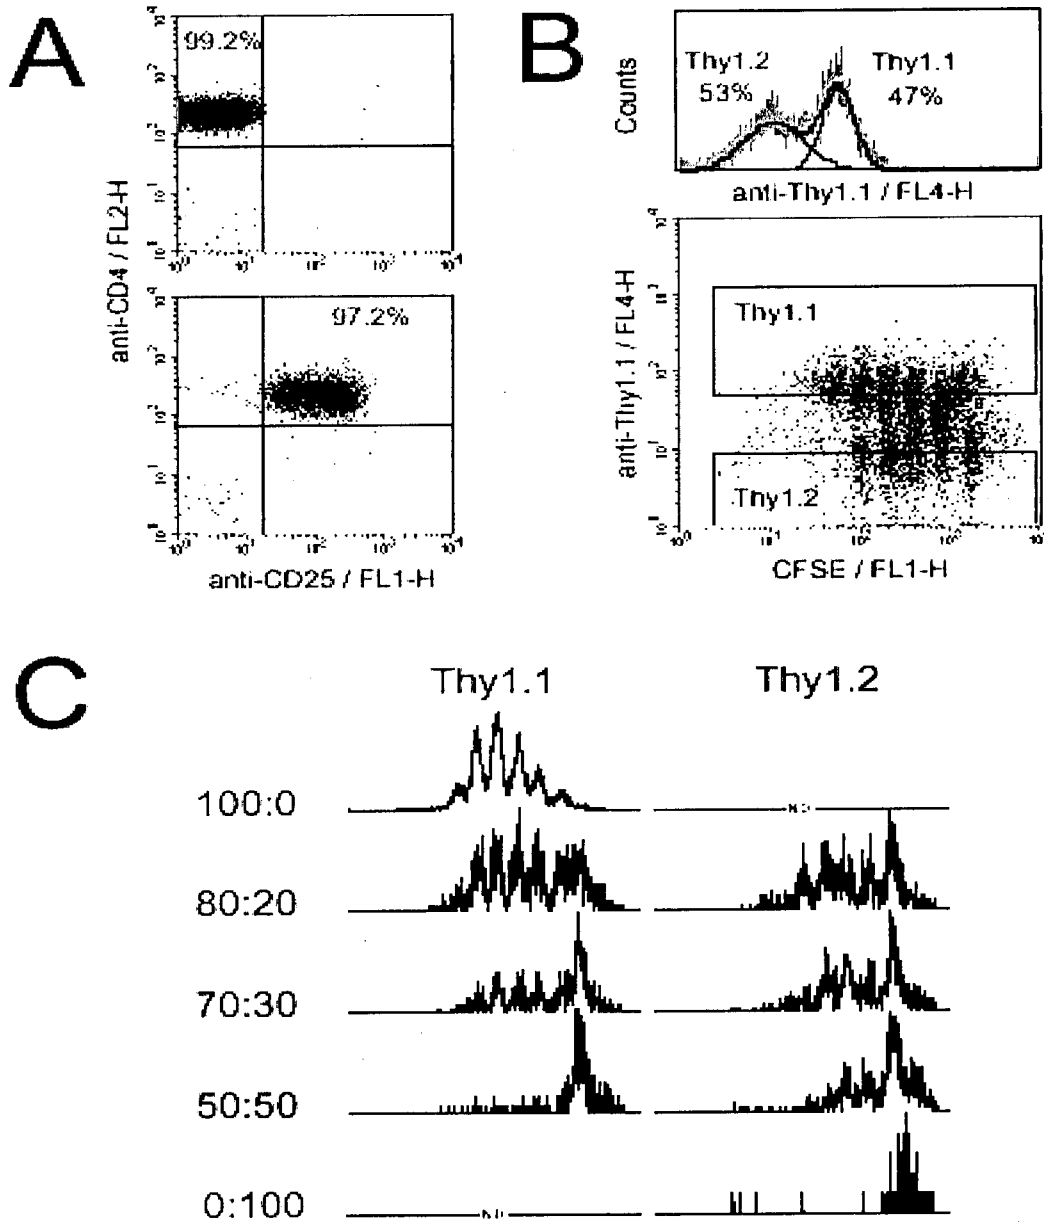 A
99.2%
anti-CD4 / FL2-H
97.2%
anti-CD25 / FL1-H
B
Counts
Thy1.2
53%
Thy1.1
47%
anti-Thy1.1 / FL4-H
anti-Thy1.1 / FL4-H
Thy1.1
Thy1.2
CFSE / FL1-H
C
Thy1.1 Thy1.2
100:0
ND
80:20
70:30
50:50
0:100
ND